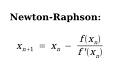 Newton-Raphson:
xₙ₊₁ = xₙ − f(xₙ) / f'(xₙ)